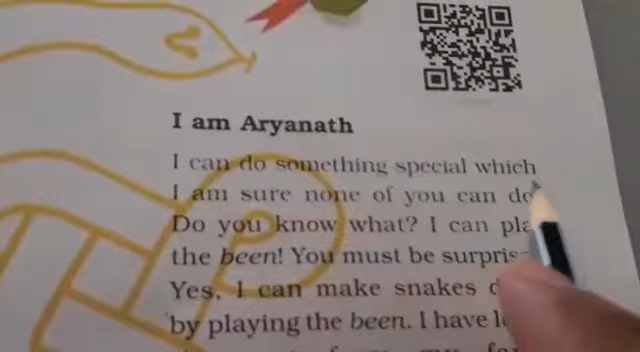 I am Aryanath
I can do something special which
I am sure none of you can do
Do you know what? I can
the been! You must be
Yes, I can make snakes
by playing the been. I have